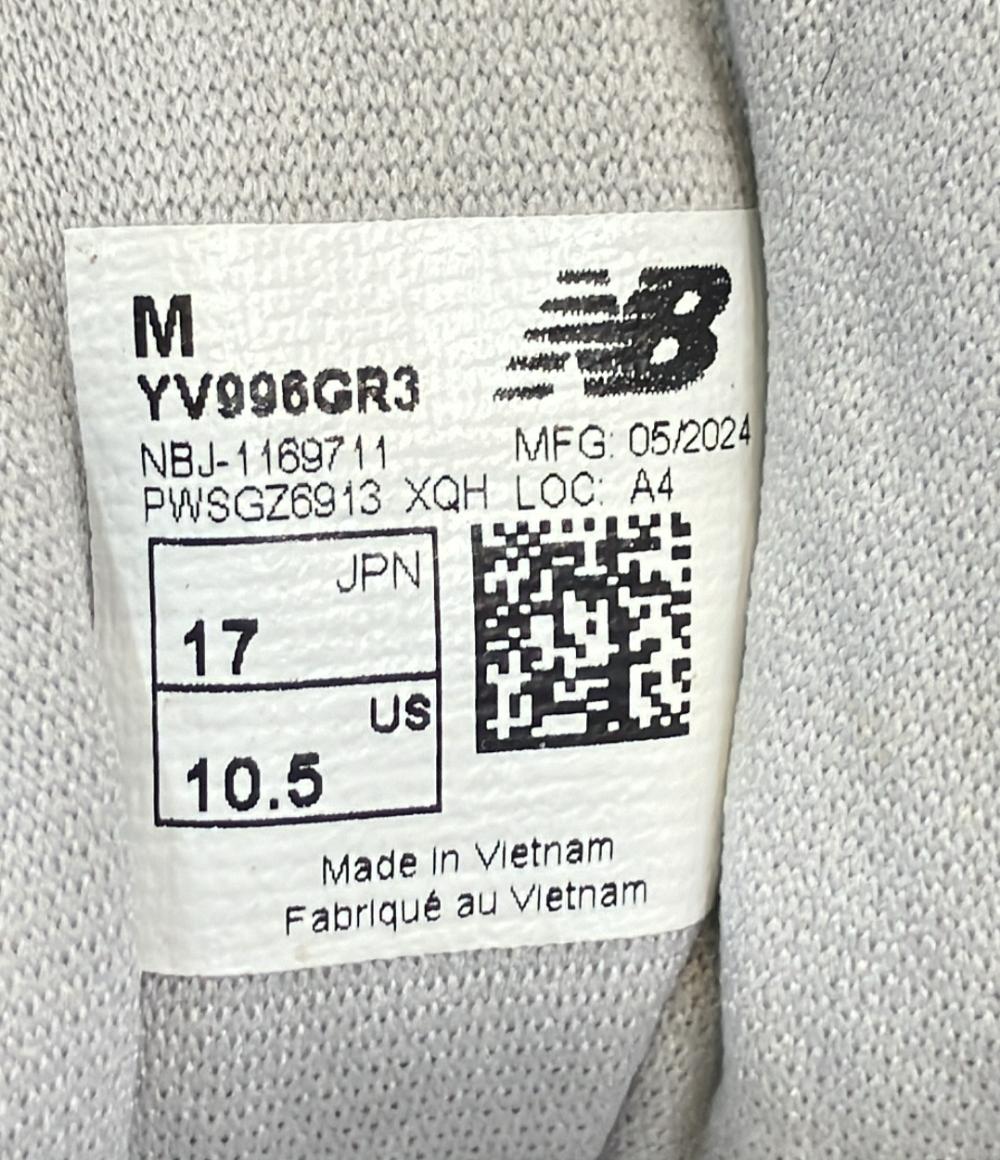 M
NB
YV996GR3
NBJ-1169711 MFG: 05/2024
PWSGZ6913 XQH LOC: A4
JPN
17
US
10.5
Made in Vietnam
Fabriqué au Vietnam